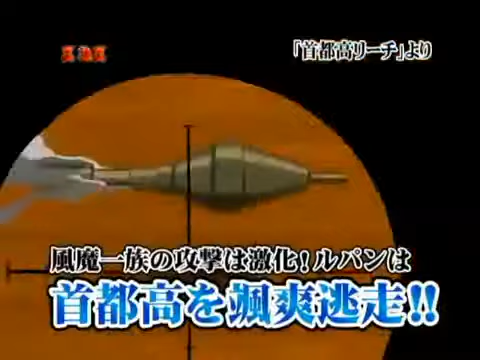 「首都高リーチ」より
風魔一族の攻撃は激化!ルパンは
首都高を颯爽逃走!!